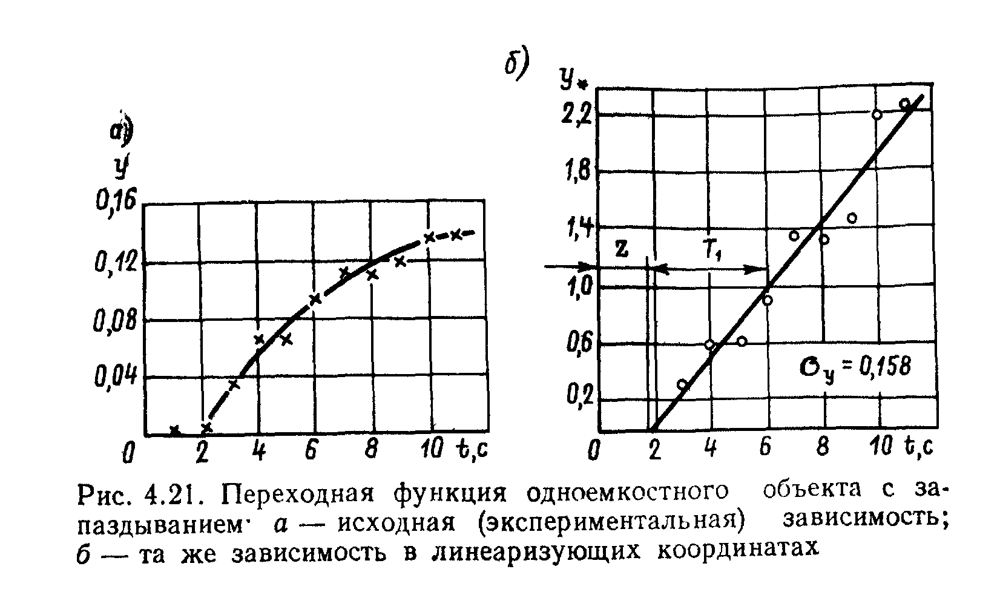 а)
y
0,16
0,12
0,08
0,04
0 2 4 6 8 10 t,c
б)
y*
2,2
1,8
1,4
1,0
0,6
0,2
τ T₁
σy = 0,158
0 2 4 6 8 10 t,c
Рис. 4.21. Переходная функция одноемкостного объекта с за-
паздыванием· а — исходная (экспериментальная) зависимость;
б — та же зависимость в линеаризующих координатах